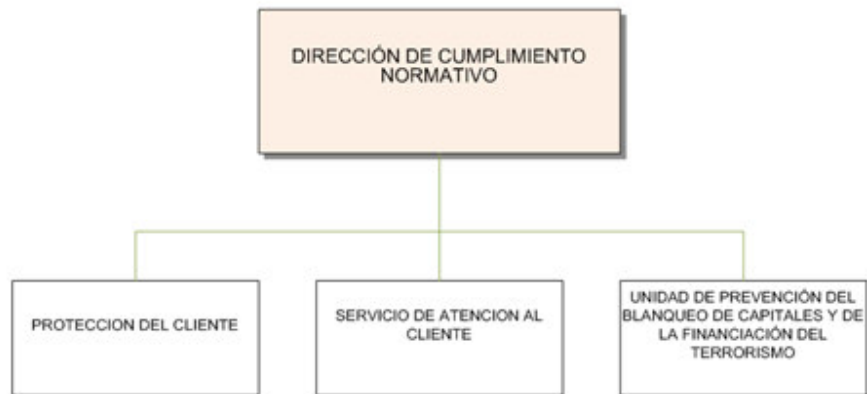 DIRECCIÓN DE CUMPLIMIENTO
NORMATIVO
PROTECCION DEL CLIENTE
SERVICIO DE ATENCION AL
CLIENTE
UNIDAD DE PREVENCIÓN DEL
BLANQUEO DE CAPITALES Y DE
LA FINANCIACIÓN DEL
TERRORISMO